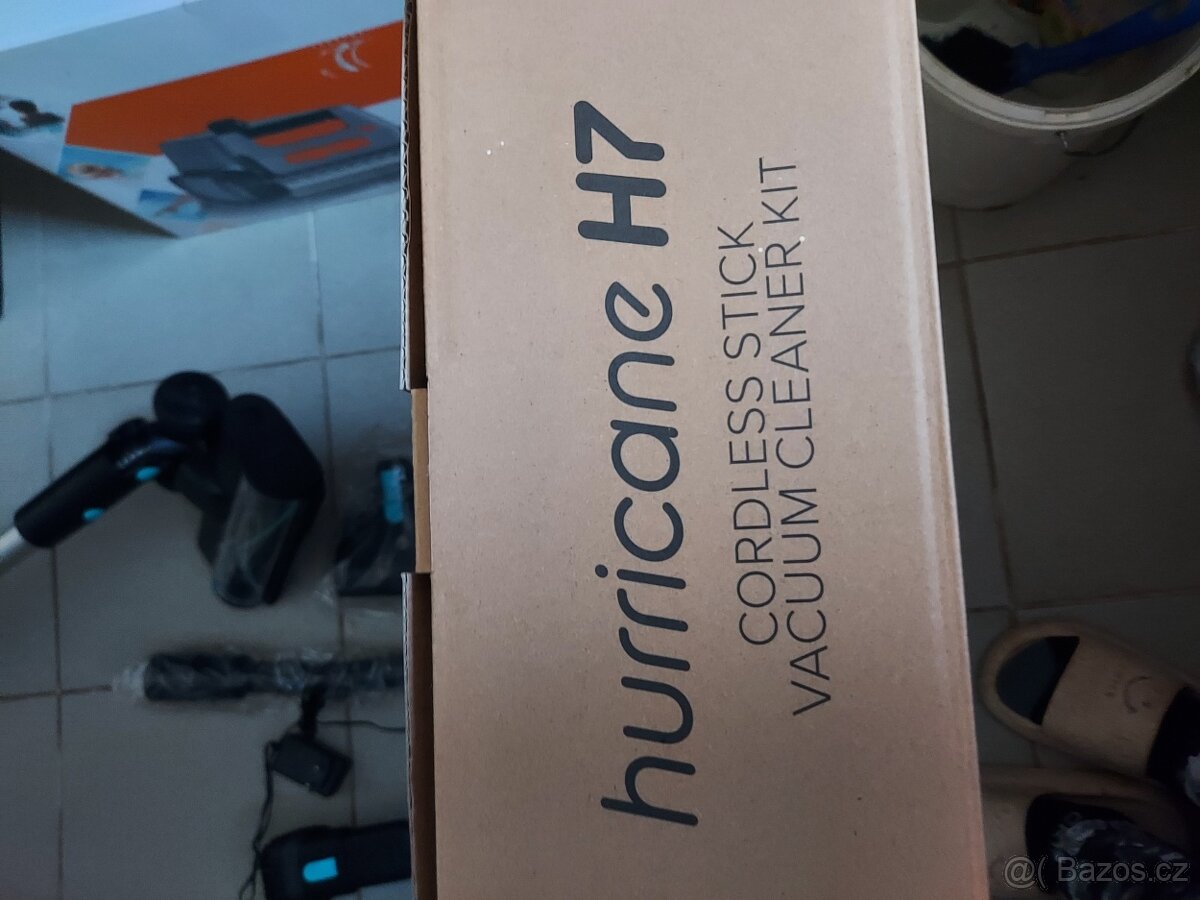 hurricane H7
CORDLESS STICK
VACUUM CLEANER KIT
@( Bazos.cz